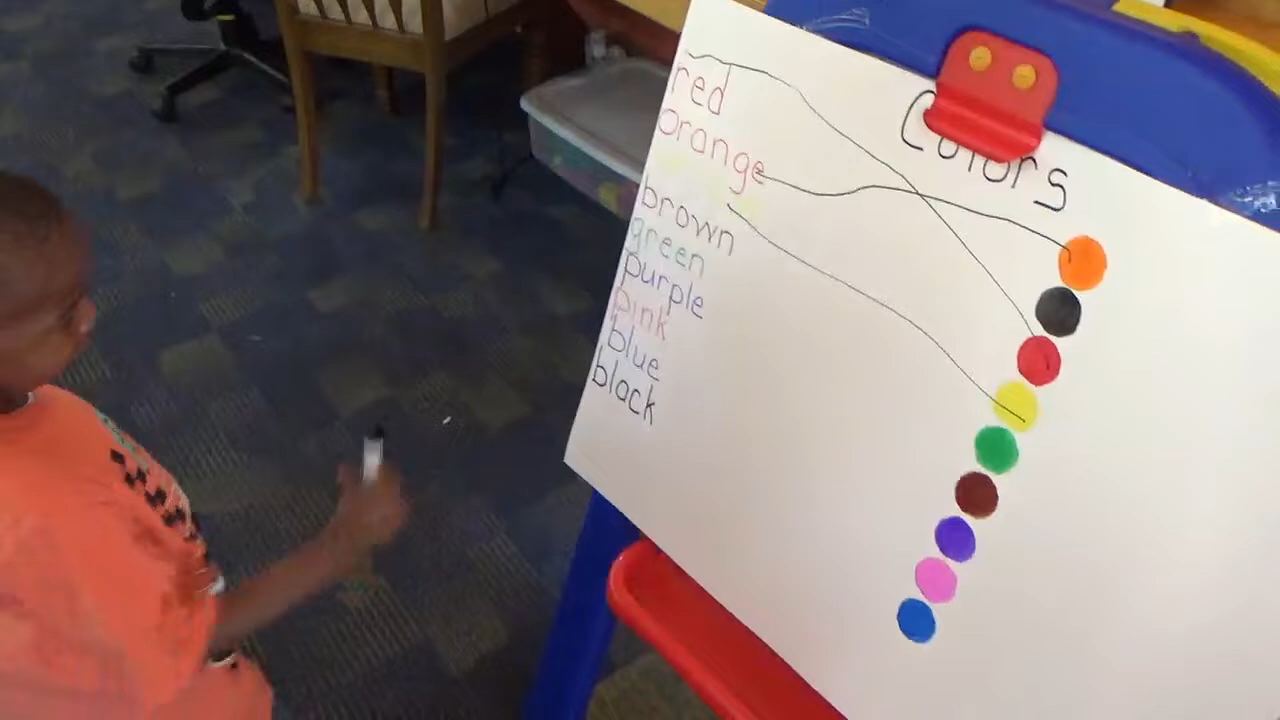 Colors
red
orange
brown
green
purple
pink
blue
black